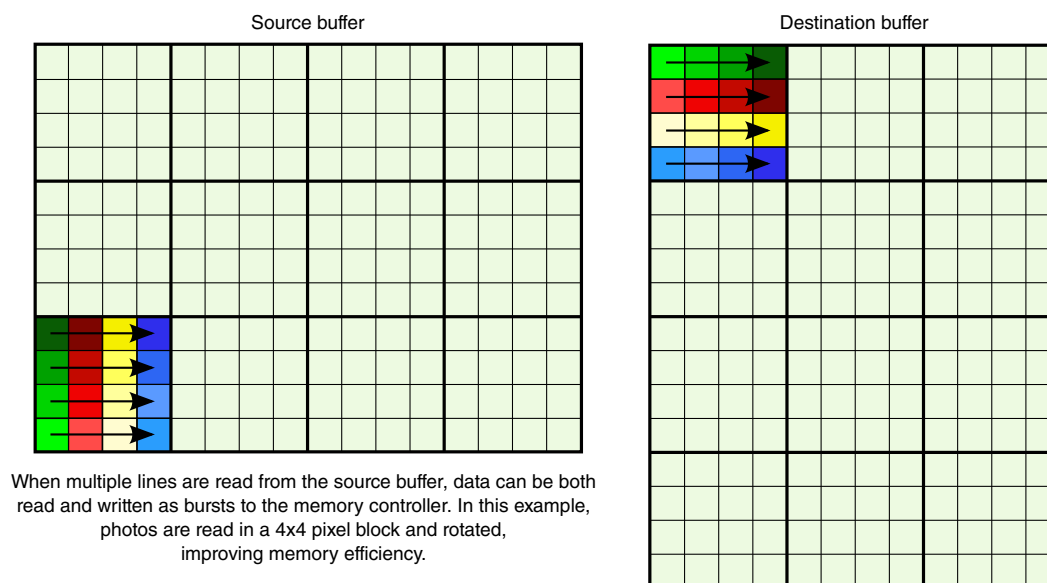 Source buffer
Destination buffer
When multiple lines are read from the source buffer, data can be both
read and written as bursts to the memory controller. In this example,
photos are read in a 4x4 pixel block and rotated,
improving memory efficiency.